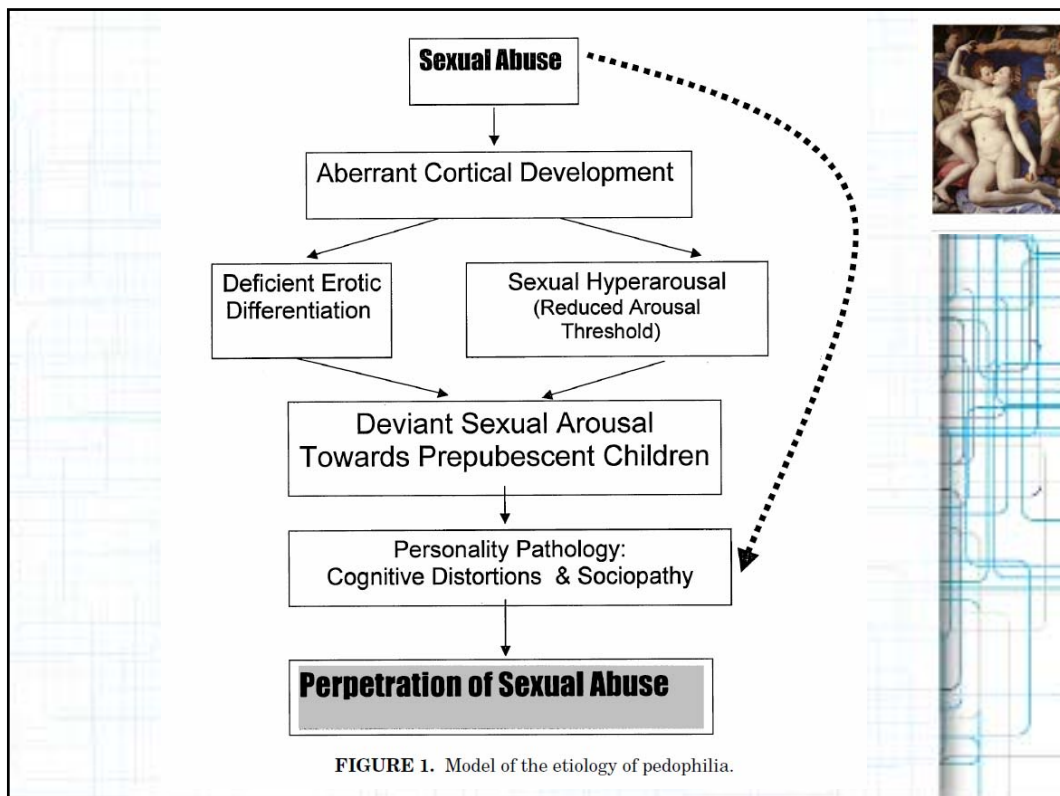 Sexual Abuse
Aberrant Cortical Development
Deficient Erotic
Differentiation
Sexual Hyperarousal
(Reduced Arousal
Threshold)
Deviant Sexual Arousal
Towards Prepubescent Children
Personality Pathology:
Cognitive Distortions & Sociopathy
Perpetration of Sexual Abuse
FIGURE 1. Model of the etiology of pedophilia.